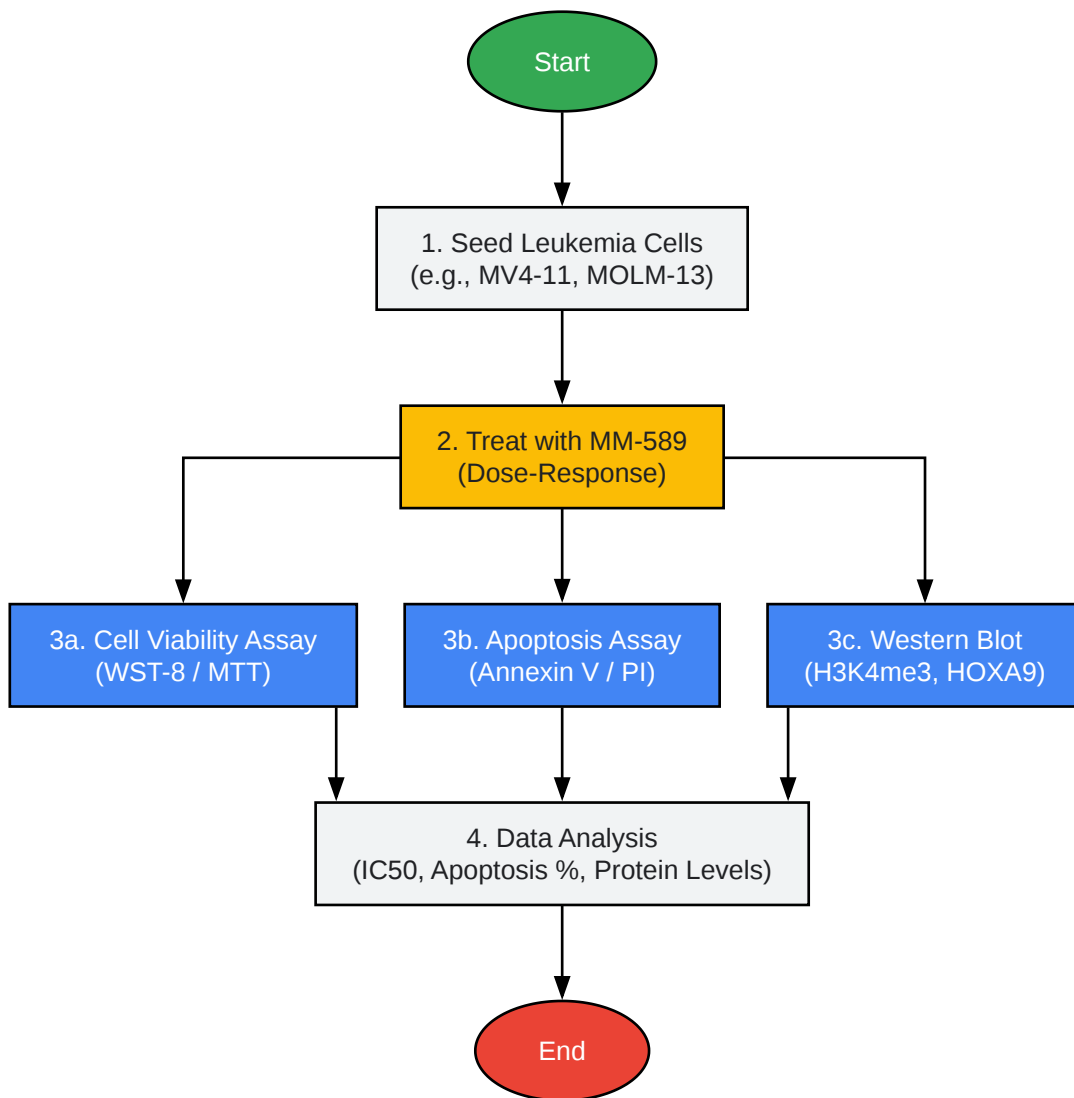 Start
1. Seed Leukemia Cells
(e.g., MV4-11, MOLM-13)
2. Treat with MM-589
(Dose-Response)
3a. Cell Viability Assay
(WST-8 / MTT)
3b. Apoptosis Assay
(Annexin V / PI)
3c. Western Blot
(H3K4me3, HOXA9)
4. Data Analysis
(IC50, Apoptosis %, Protein Levels)
End